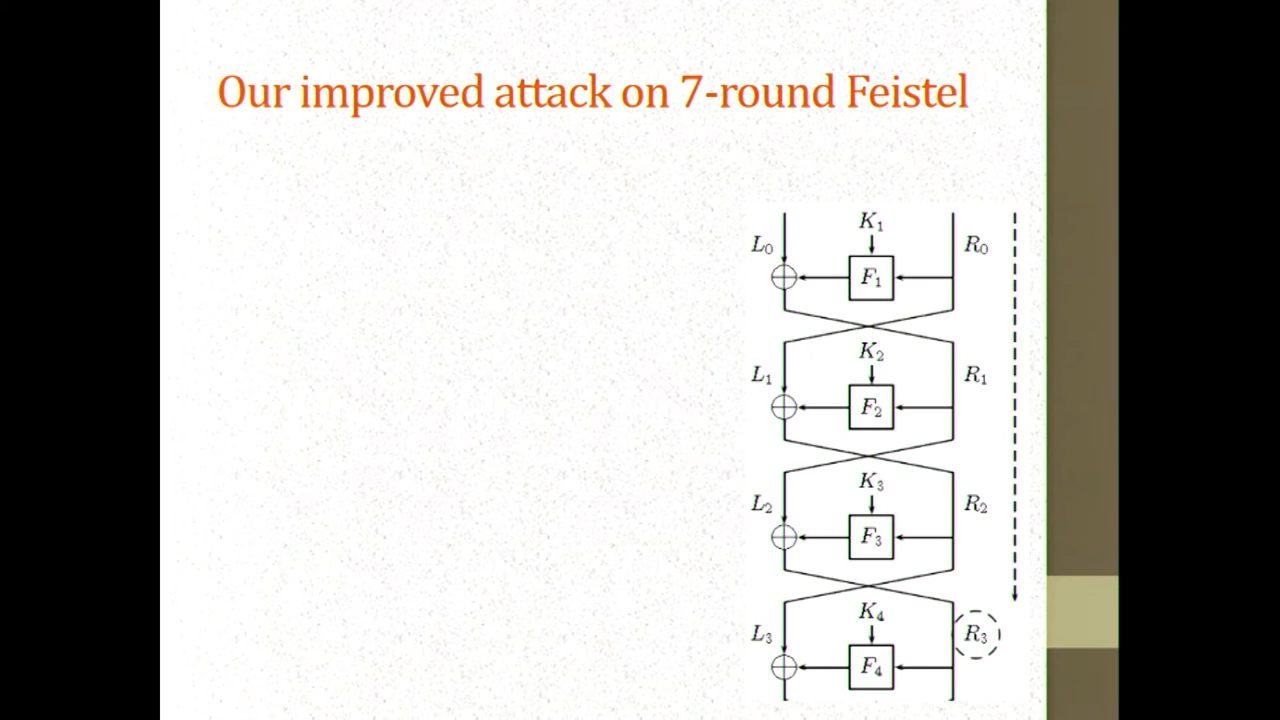 Our improved attack on 7-round Feistel
K₁
L₀ R₀
F₁
K₂
L₁ R₁
F₂
K₃
L₂ R₂
F₃
K₄
L₃ R₃
F₄